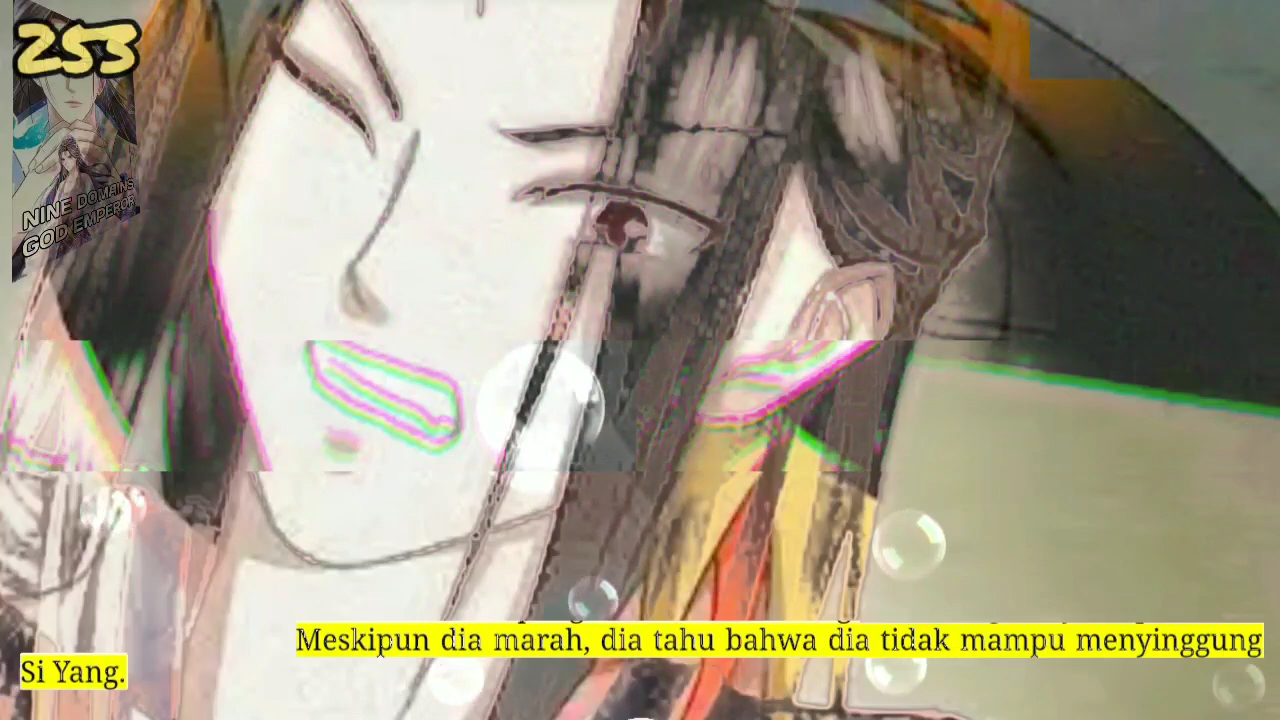 253
NINE DOMAINS
GOD EMPEROR
Meskipun dia marah, dia tahu bahwa dia tidak mampu menyinggung
Si Yang.